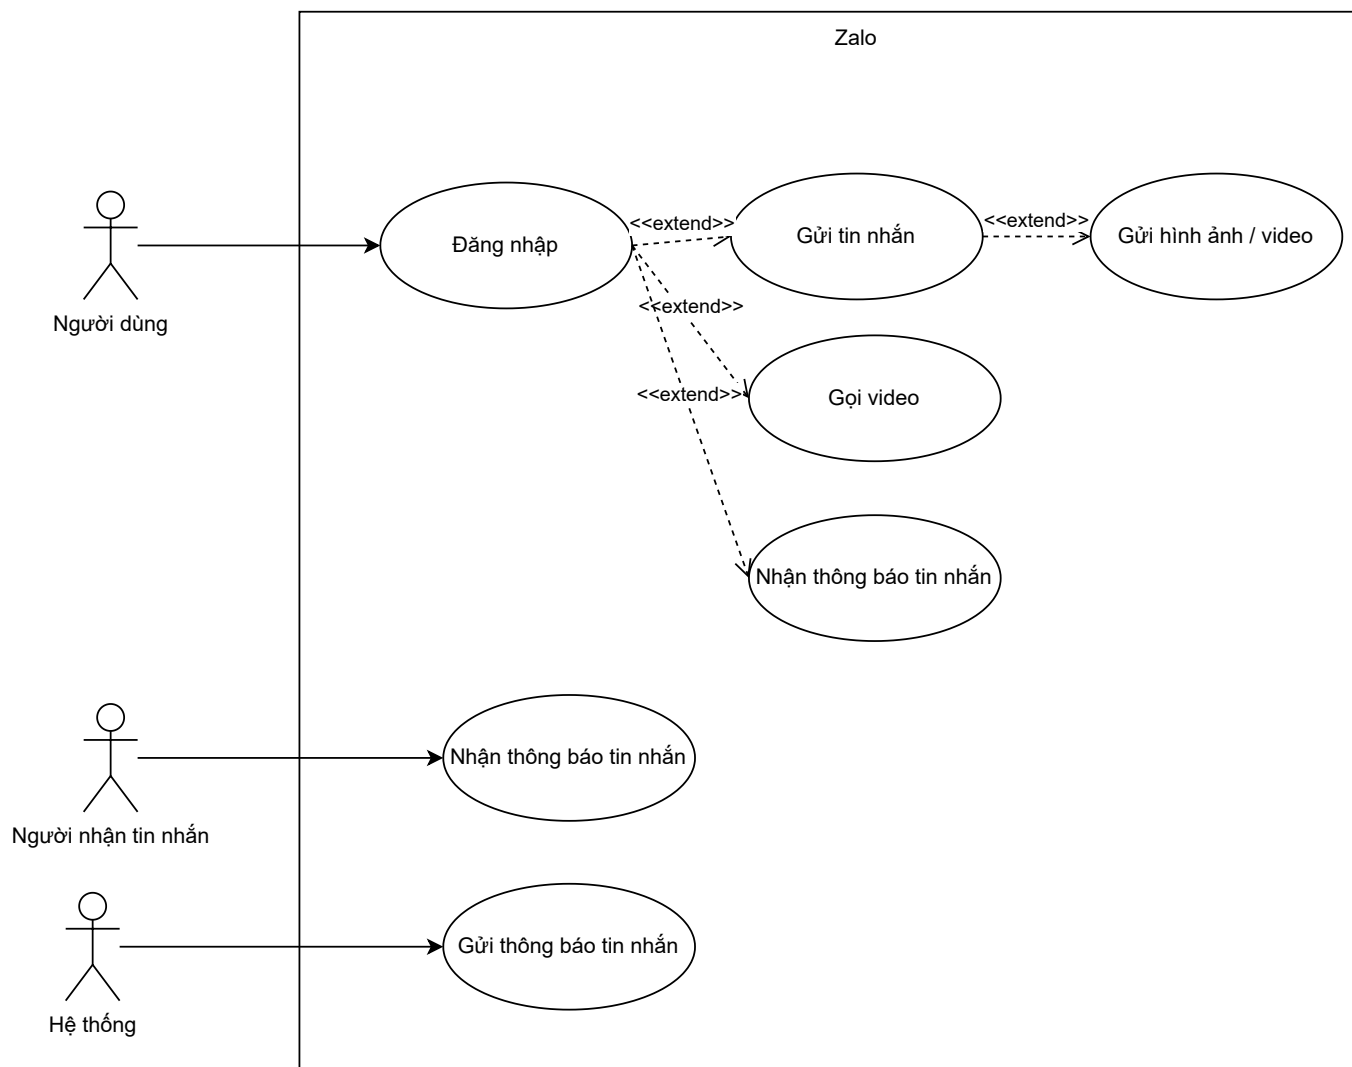 Zalo
Đăng nhập
<<extend>>
Gửi tin nhắn
<<extend>>
Gửi hình ảnh / video
Người dùng
<<extend>>
Gọi video
<<extend>>
Nhận thông báo tin nhắn
Nhận thông báo tin nhắn
Người nhận tin nhắn
Gửi thông báo tin nhắn
Hệ thống